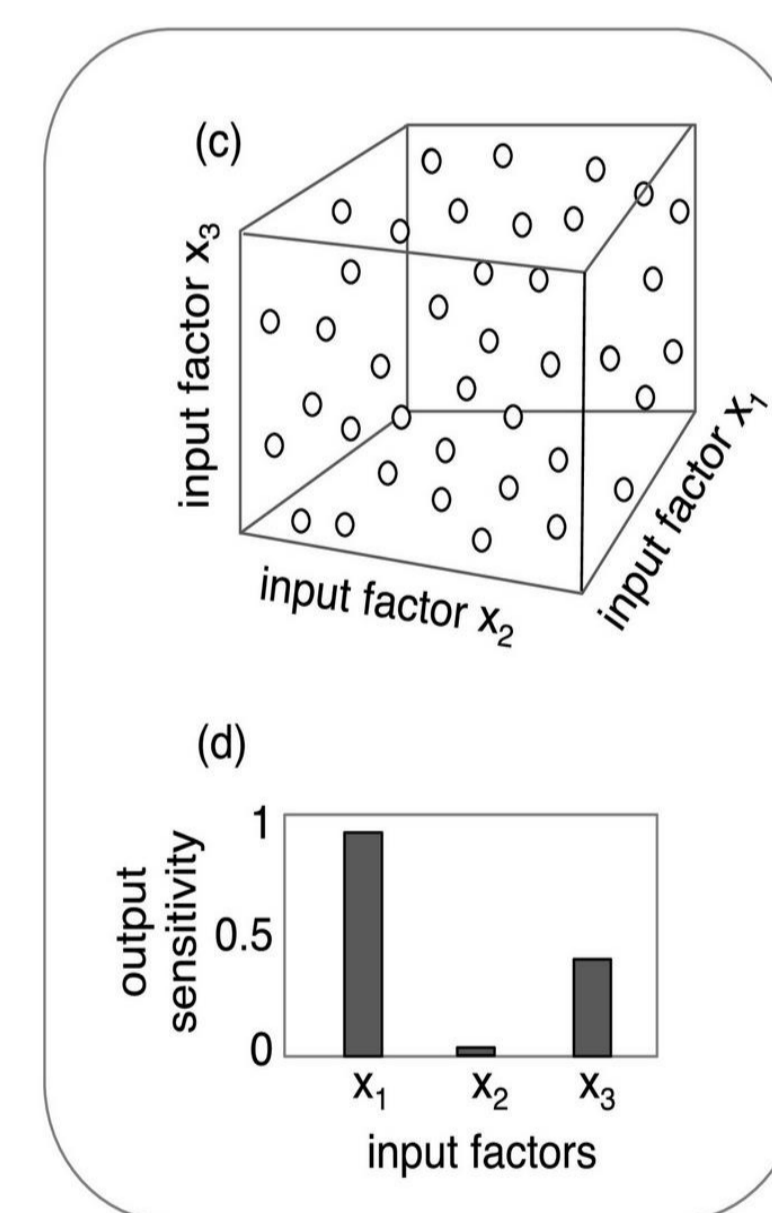 (c)
input factor x₃
input factor x₁
input factor x₂
(d)
output
sensitivity
1
0.5
0
x₁ x₂ x₃
input factors